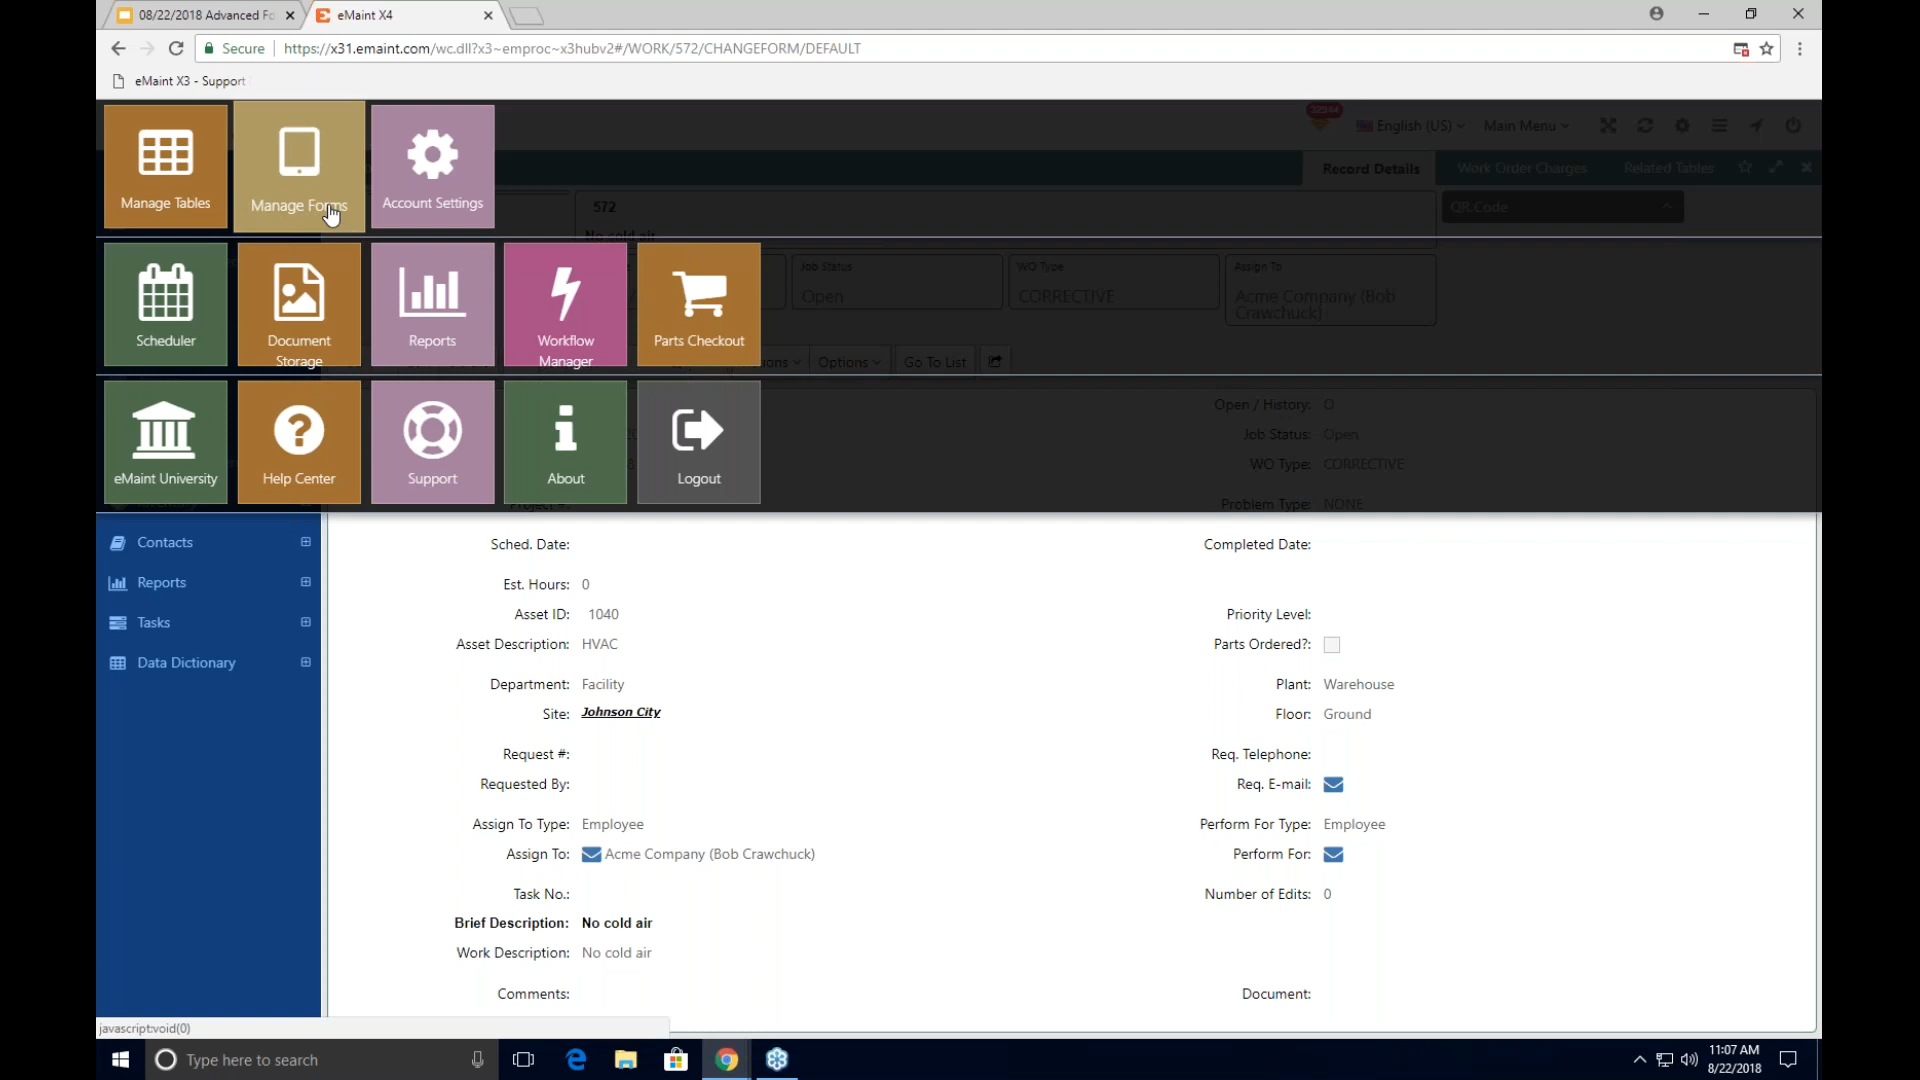 08/22/2018 Advanced Fo
eMaint X4
Secure
https://x31.emaint.com/wc.dll?x3~emproc~x3hubv2#/WORK/572/CHANGEFORM/DEFAULT
eMaint X3 - Support
Manage Tables
Manage Forms
Account Settings
English (US)
Main Menu
Record Details
Work Order Charges
Related Tables
572
No cold air
QR Code
Job Status
Open
WO Type
CORRECTIVE
Assign To
Acme Company (Bob
Crawchuck)
Scheduler
Document
Storage
Reports
Workflow
Manager
Parts Checkout
Options
Go To List
eMaint University
Help Center
Support
About
Logout
Open / History: O
Job Status: Open
WO Type: CORRECTIVE
Problem Type: NONE
Project #:
Contacts
Reports
Tasks
Data Dictionary
Sched. Date:
Completed Date:
Est. Hours: 0
Asset ID: 1040
Priority Level:
Asset Description: HVAC
Parts Ordered?:
Department: Facility
Plant: Warehouse
Site: Johnson City
Floor: Ground
Request #:
Req. Telephone:
Requested By:
Req. E-mail:
Assign To Type: Employee
Perform For Type: Employee
Assign To: Acme Company (Bob Crawchuck)
Perform For:
Task No.:
Number of Edits: 0
Brief Description: No cold air
Work Description: No cold air
Comments:
Document:
javascript:void(0)
Type here to search
11:07 AM
8/22/2018